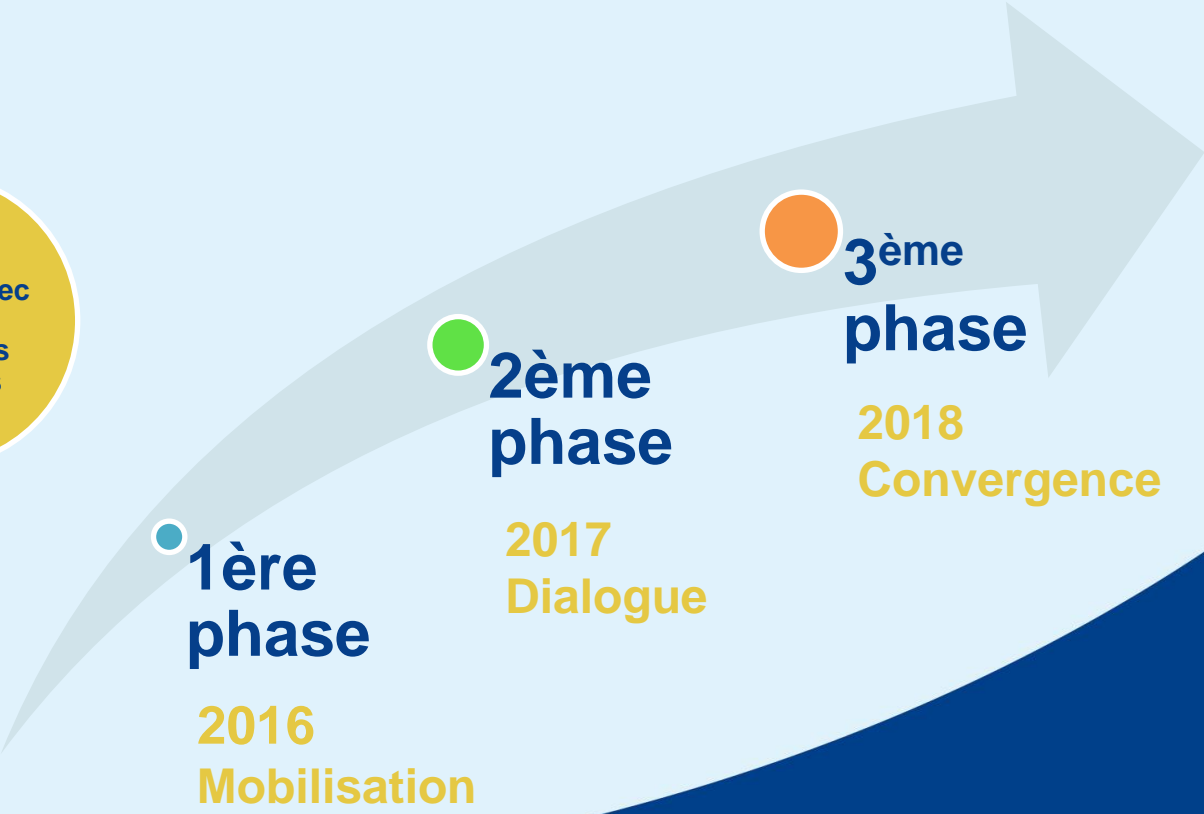 1ère
phase
2016
Mobilisation
2ème
phase
2017
Dialogue
3ème
phase
2018
Convergence